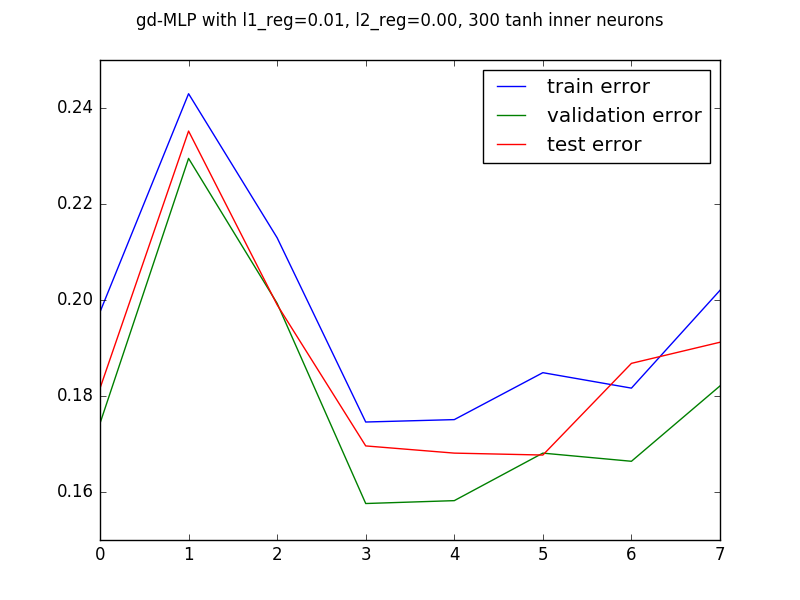 gd-MLP with l1_reg=0.01, l2_reg=0.00, 300 tanh inner neurons
train error
validation error
test error
0.24
0.22
0.20
0.18
0.16
0 1 2 3 4 5 6 7